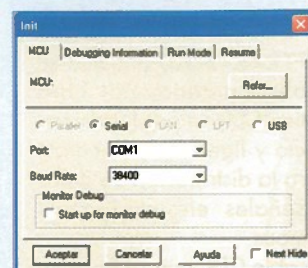 Init
MCU Debugging Information Run Mode Resume
MCU: Refer...
Parallel Serial LAN LPT USB
Port: COM1
Baud Rate: 38400
Monitor Debug
Start up for monitor debug
Aceptar Cancelar Ayuda Next Hide